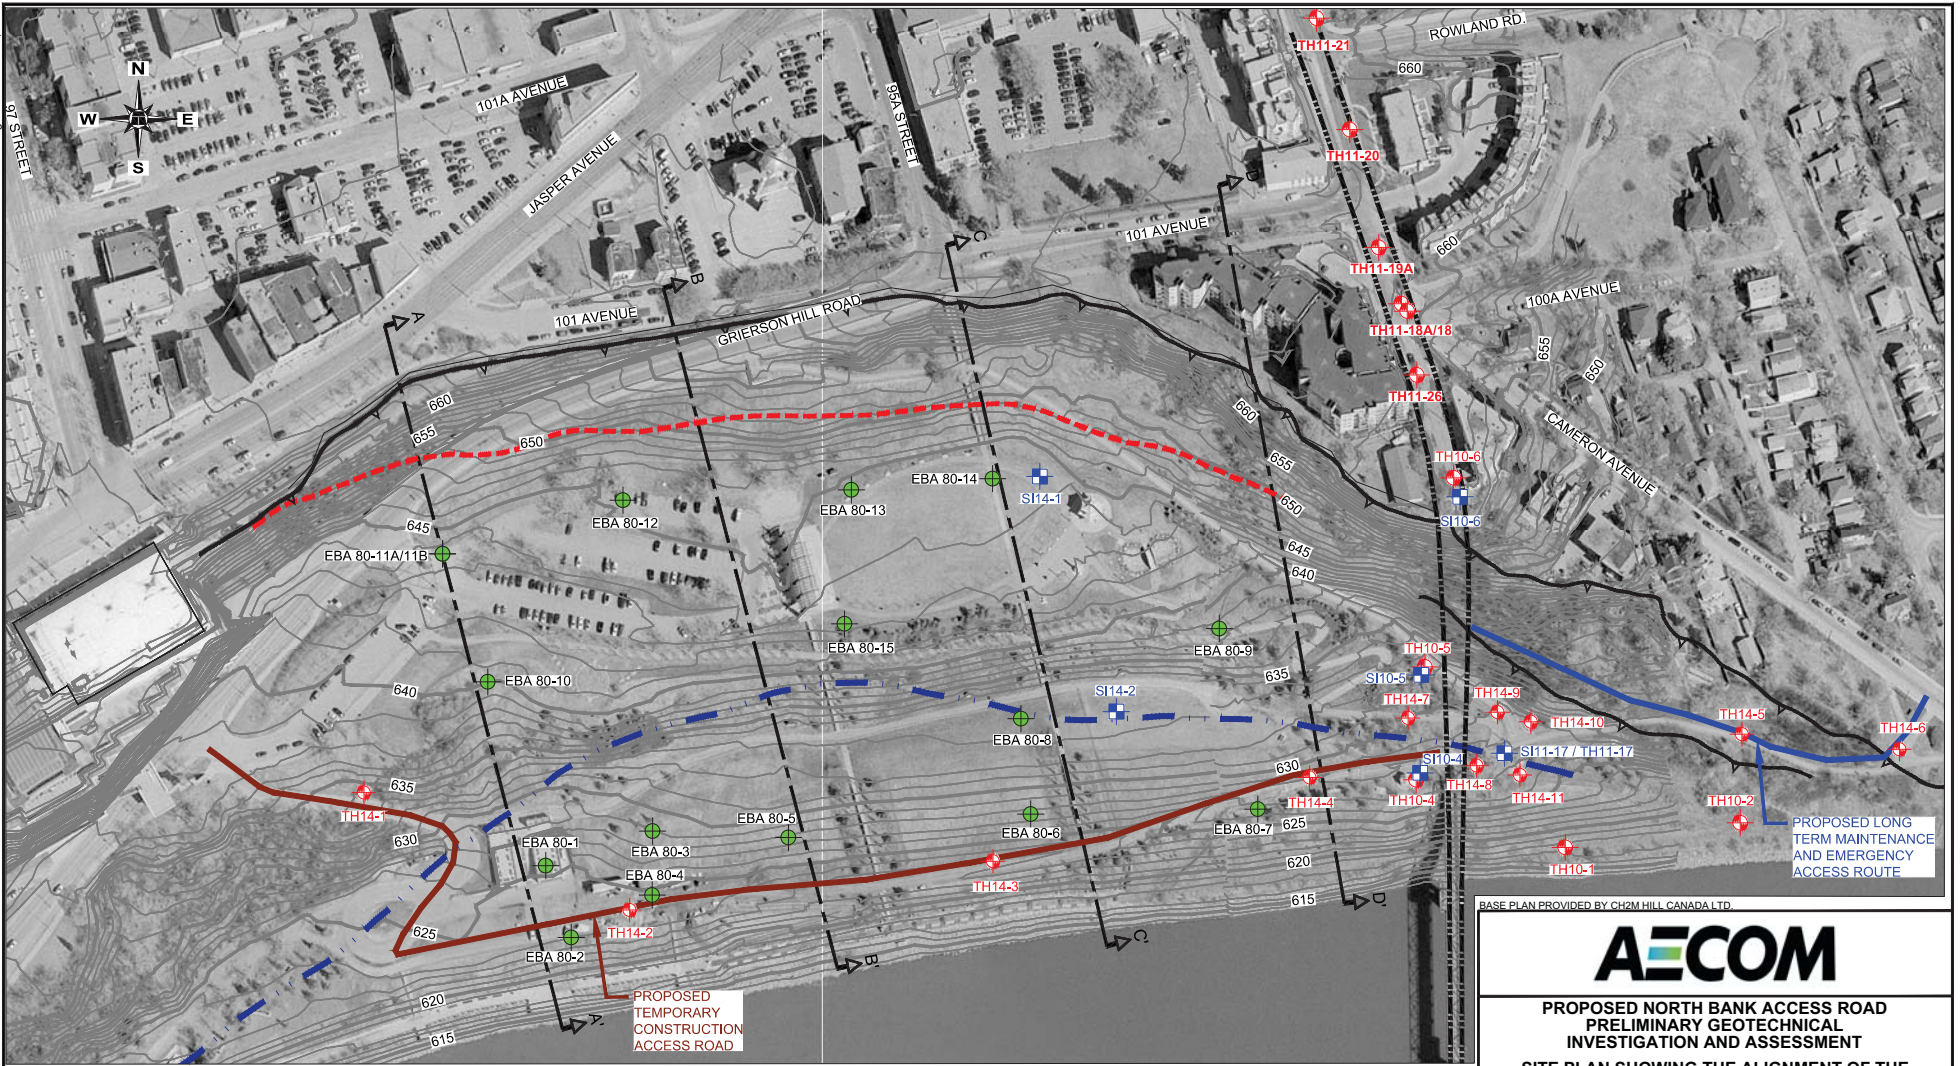 TH11-21
ROWLAND RD.
660
N
W
E
S
97 STREET
101A AVENUE
JASPER AVENUE
95A STREET
TH11-20
D
101 AVENUE
660
C
TH11-19A
B
100A AVENUE
TH11-18A/18
A
101 AVENUE
GRIERSON HILL ROAD
655
650
TH11-26
660
660
CAMERON AVENUE
655
650
655
TH10-6
EBA 80-14
SI14-1
650
SI10-6
EBA 80-12
EBA 80-13
645
EBA 80-11A/11B
645
640
EBA 80-15
EBA 80-9
TH10-5
635
SI10-5
EBA 80-10
640
SI14-2
TH14-7
TH14-9
TH14-10
TH14-5
TH14-6
EBA 80-8
SI11-17 / TH11-17
630
SI10-4
TH14-8
TH14-11
635
TH14-4
TH10-4
TH10-2
TH14-1
EBA 80-5
EBA 80-6
EBA 80-7
625
PROPOSED LONG
TERM MAINTENANCE
AND EMERGENCY
ACCESS ROUTE
630
EBA 80-1
EBA 80-3
620
TH10-1
EBA 80-4
TH14-3
615
D'
625
TH14-2
C'
EBA 80-2
B'
620
PROPOSED
TEMPORARY
CONSTRUCTION
ACCESS ROAD
A'
615
BASE PLAN PROVIDED BY CH2M HILL CANADA LTD.
AECOM
PROPOSED NORTH BANK ACCESS ROAD
PRELIMINARY GEOTECHNICAL
INVESTIGATION AND ASSESSMENT
SITE PLAN SHOWING THE ALIGNMENT OF THE